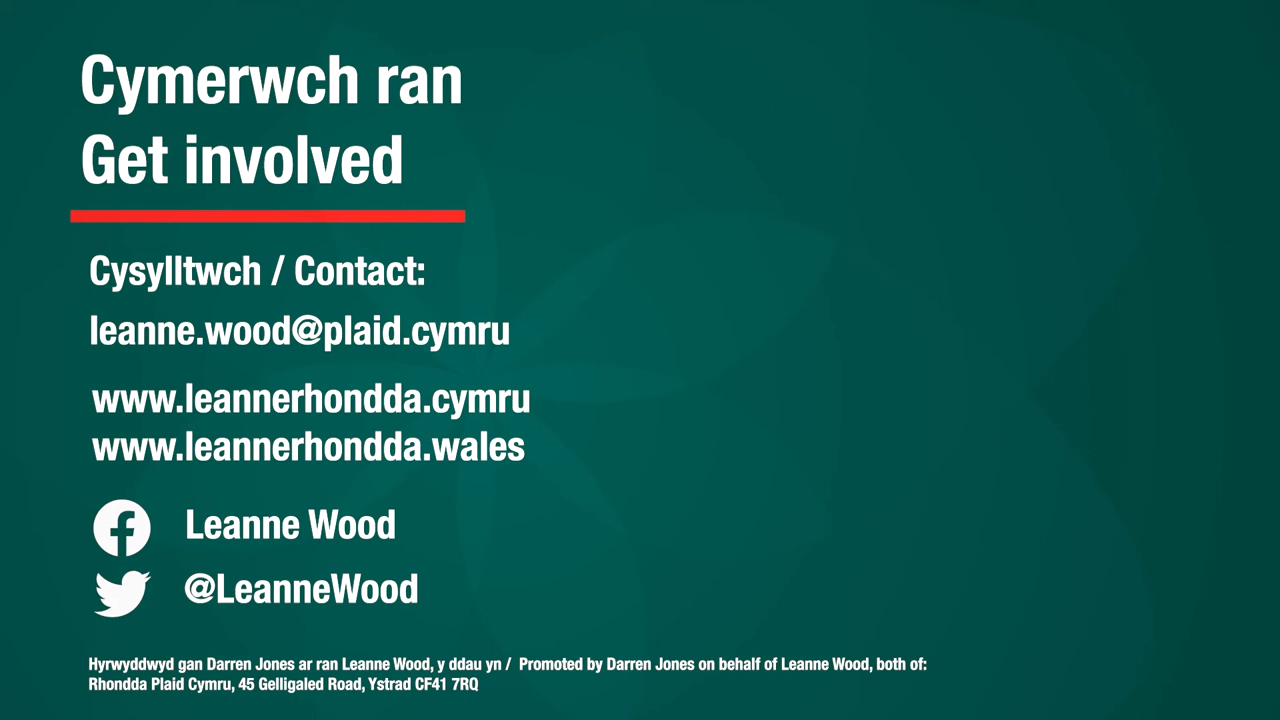 Cymerwch ran
Get involved
Cysylltwch / Contact:
leanne.wood@plaid.cymru
www.leannerhondda.cymru
www.leannerhondda.wales
Leanne Wood
@LeanneWood
Hyrwyddwyd gan Darren Jones ar ran Leanne Wood, y ddau yn / Promoted by Darren Jones on behalf of Leanne Wood, both of:
Rhondda Plaid Cymru, 45 Gelligaled Road, Ystrad CF41 7RQ